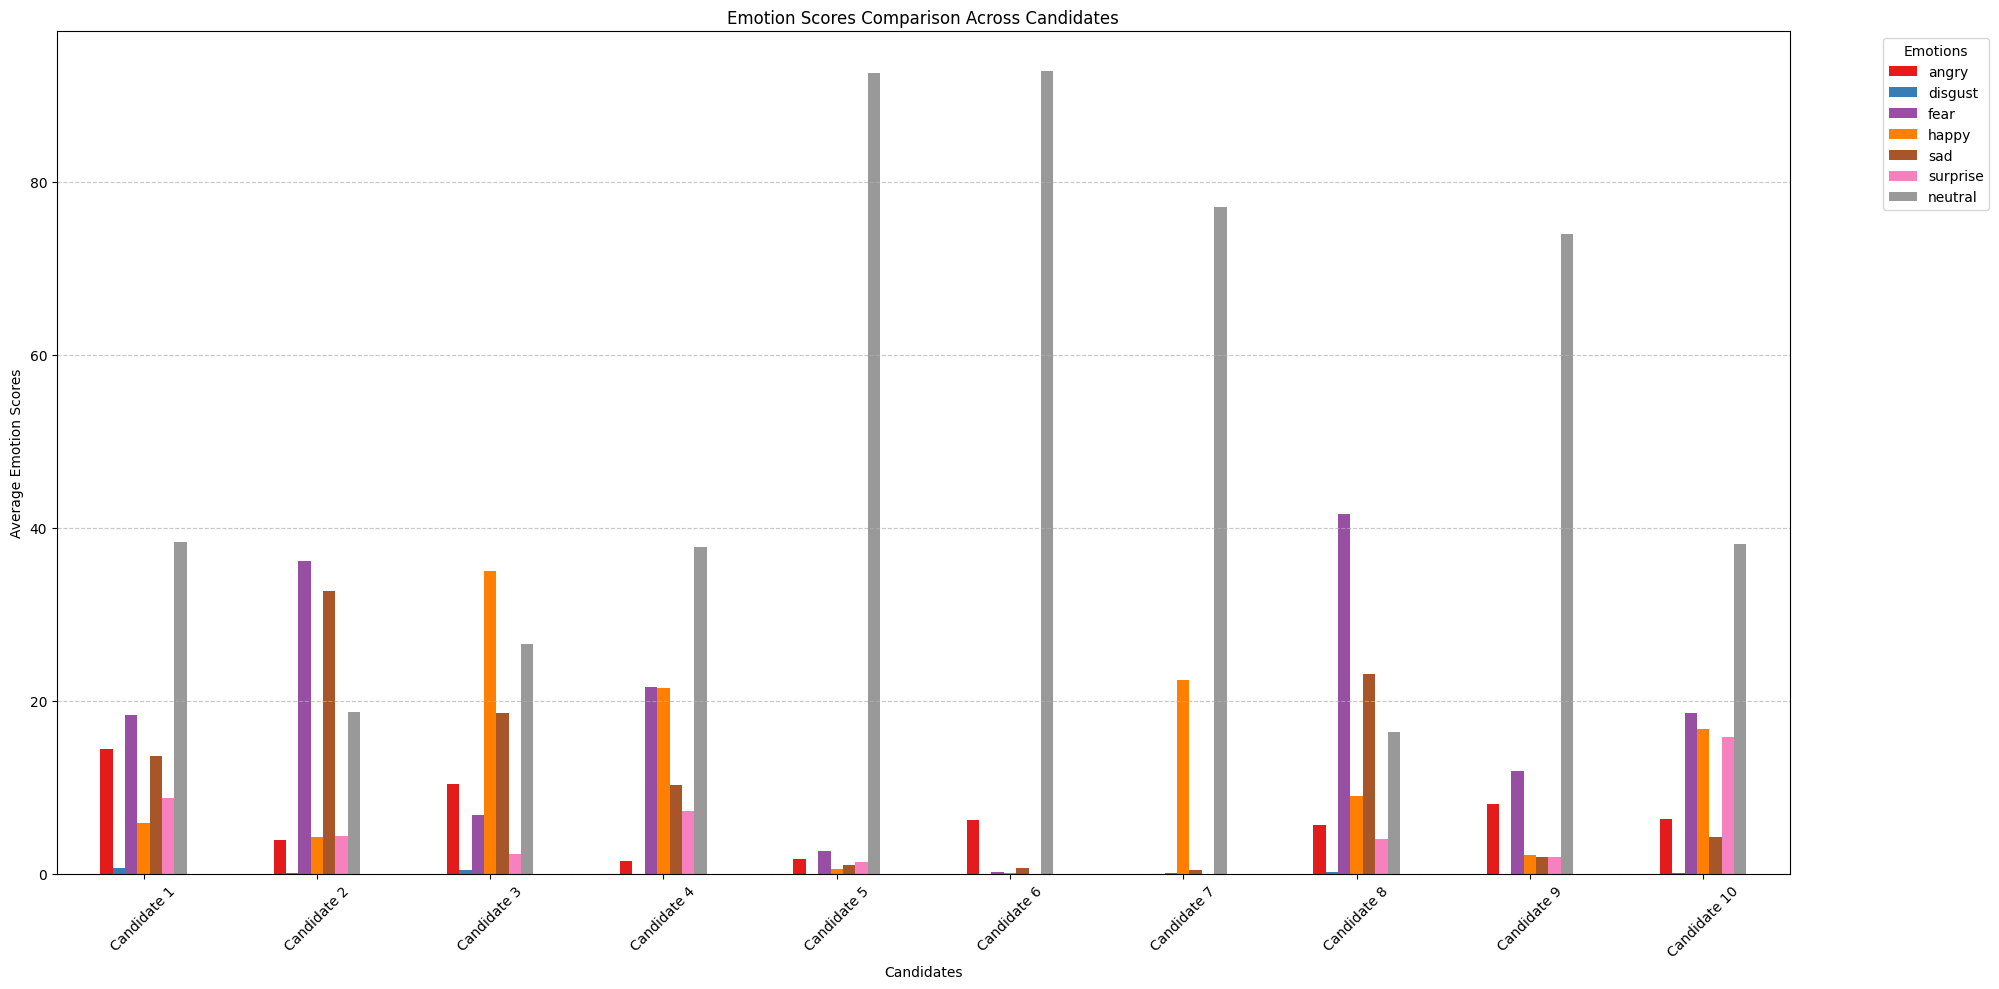 Emotion Scores Comparison Across Candidates
Emotions
angry
disgust
fear
happy
sad
surprise
neutral
Average Emotion Scores
80
60
40
20
0
Candidate 1
Candidate 2
Candidate 3
Candidate 4
Candidate 5
Candidate 6
Candidate 7
Candidate 8
Candidate 9
Candidate 10
Candidates